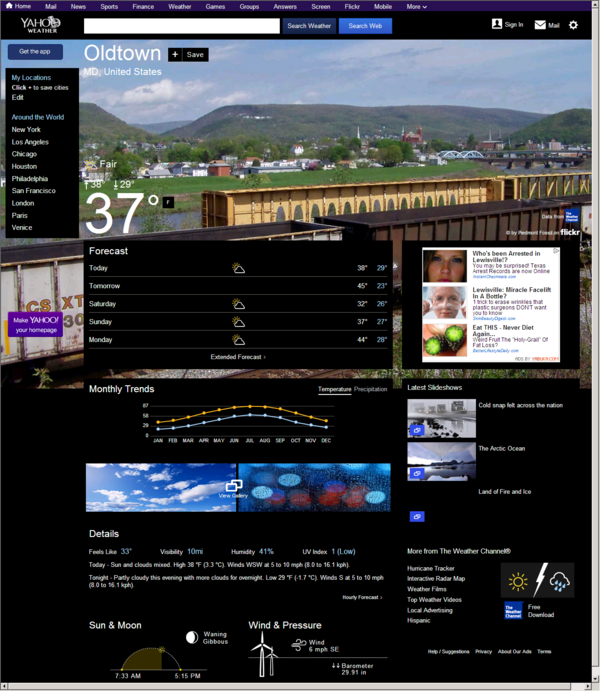 Home Mail News Sports Finance Weather Games Groups Answers Screen Flickr Mobile More
YAHOO!
WEATHER
Search Weather
Search Web
Sign In
Mail
Get the app
Oldtown
+ Save
MD, United States
My Locations
Click + to save cities
Edit
Around the World
New York
Los Angeles
Chicago
Houston
Philadelphia
San Francisco
London
Paris
Venice
Fair
38° 29°
37° F
Data from
The Weather Channel
© by Piedmont Fossil on flickr
Make YAHOO!
your homepage
Forecast
Today 38° 29°
Tomorrow 45° 23°
Saturday 32° 26°
Sunday 37° 27°
Monday 44° 28°
Extended Forecast ›
Who's been Arrested in
Lewisville!?
You may be surprised! Texas
Arrest Records are now Online
InstantCheckmate.com
Lewisville: Miracle Facelift
In A Bottle?
1 trick to erase wrinkles that
plastic surgeons DON'T want
you to know
Eat THIS - Never Diet
Again...
Weird Fruit The "Holy-Grail" Of
Fat Loss?
ADS BY
Monthly Trends
Temperature Precipitation
87
58
29
0
JAN FEB MAR APR MAY JUN JUL AUG SEP OCT NOV DEC
Latest Slideshows
Cold snap felt across the nation
The Arctic Ocean
Land of Fire and Ice
View Gallery
Details
Feels Like 33° Visibility 10mi Humidity 41% UV Index 1 (Low)
Today - Sun and clouds mixed. High 38 °F (3.3 °C). Winds WSW at 5 to 10 mph (8.0 to 16.1 kph).
Tonight - Partly cloudy this evening with more clouds for overnight. Low 29 °F (-1.7 °C). Winds S at 5 to 10 mph
(8.0 to 16.1 kph).
Hourly Forecast ›
More from The Weather Channel®
Hurricane Tracker
Interactive Radar Map
Weather Films
Top Weather Videos
Local Advertising
Hispanic
The Weather Channel
Free
Download
Sun & Moon
Waning
Gibbous
7:33 AM 5:15 PM
Wind & Pressure
Wind
6 mph SE
Barometer
29.91 in
Help / Suggestions Privacy About Our Ads Terms